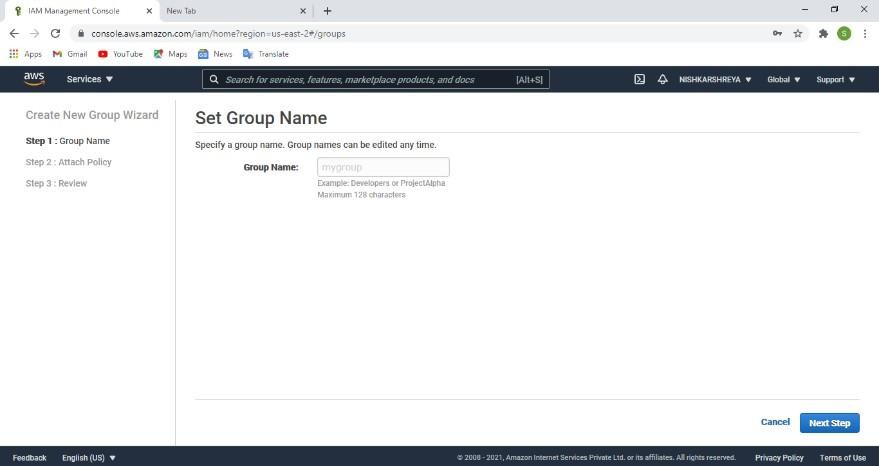 IAM Management Console
New Tab
console.aws.amazon.com/iam/home?region=us-east-2#/groups
S
Apps Gmail YouTube Maps News Translate
aws Services Search for services, features, marketplace products, and docs [Alt+S] NISHKARSHREYA Global Support
Create New Group Wizard
Step 1 : Group Name
Step 2 : Attach Policy
Step 3 : Review
Set Group Name
Specify a group name. Group names can be edited any time.
Group Name: mygroup
Example: Developers or ProjectAlpha
Maximum 128 characters
Cancel Next Step
Feedback English (US) © 2008 - 2021, Amazon Internet Services Private Ltd. or its affiliates. All rights reserved. Privacy Policy Terms of Use